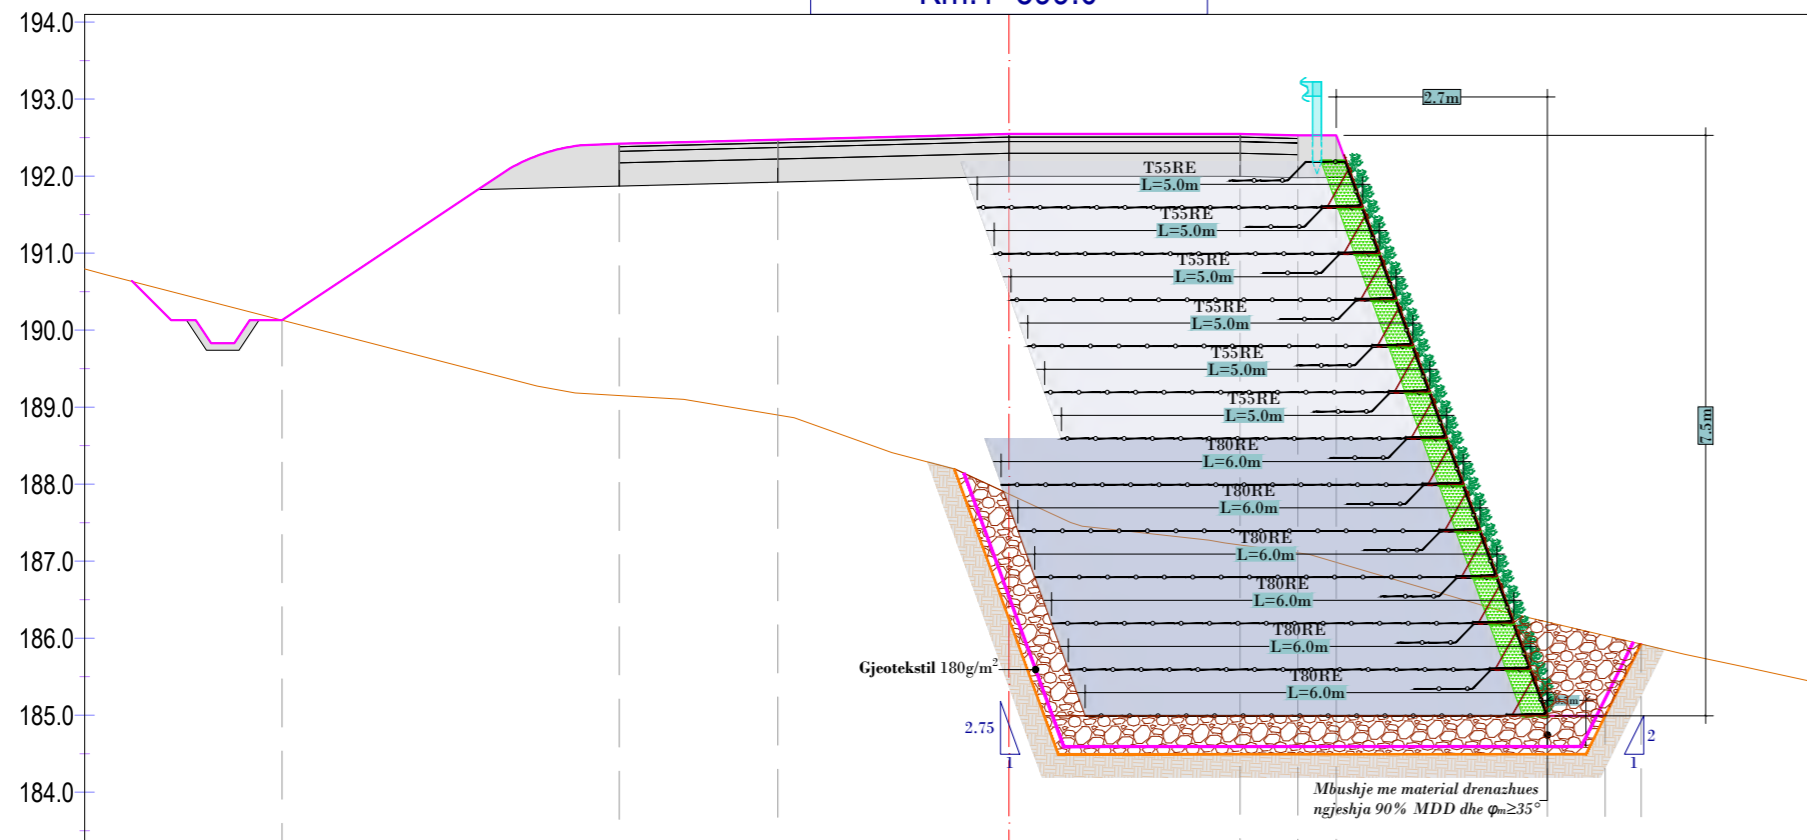 194.0
193.0
192.0
191.0
190.0
189.0
188.0
187.0
186.0
185.0
184.0
2.7m
7.5m
T55RE
L=5.0m
T55RE
L=5.0m
T55RE
L=5.0m
T55RE
L=5.0m
T55RE
L=5.0m
T55RE
L=5.0m
T80RE
L=6.0m
T80RE
L=6.0m
T80RE
L=6.0m
T80RE
L=6.0m
T80RE
L=6.0m
T80RE
L=6.0m
Gjeotekstil 180g/m²
2.75
1
2
1
Mbushje me material drenazhues
ngjeshja 90% MDD dhe φm≥35°